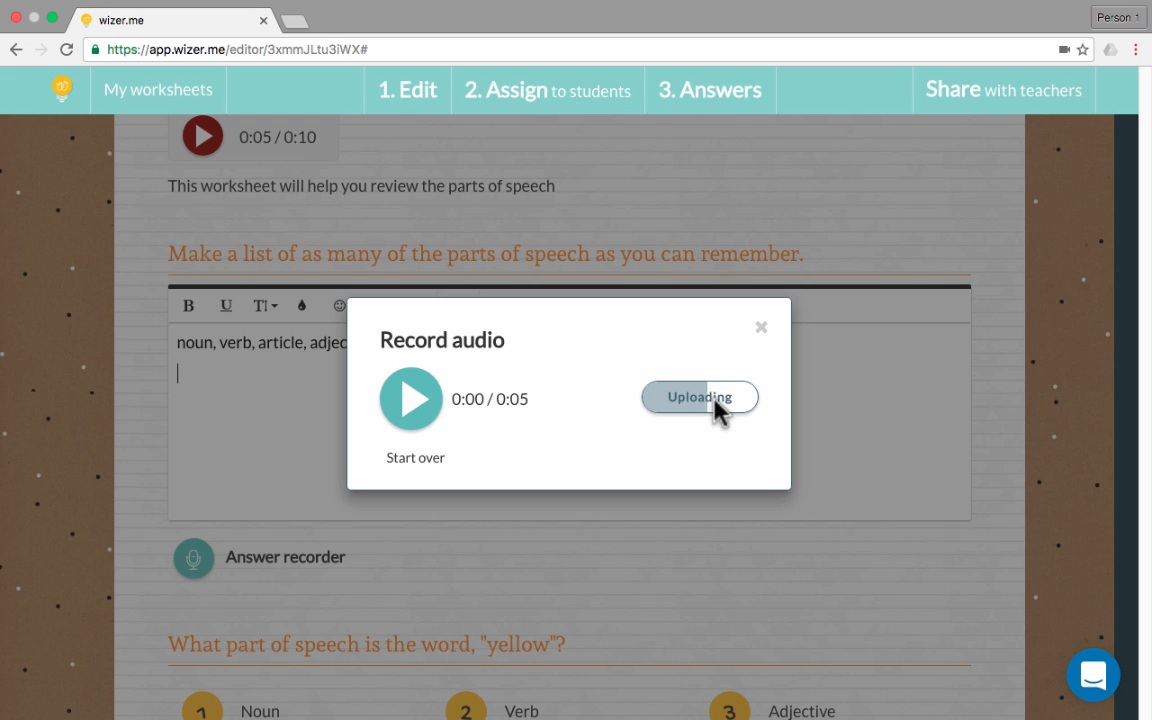 wizer.me
Person 1
https://app.wizer.me/editor/3xmmJLtu3iWX#
My worksheets
1. Edit
2. Assign to students
3. Answers
Share with teachers
0:05 / 0:10
This worksheet will help you review the parts of speech
Make a list of as many of the parts of speech as you can remember.
B U T
noun, verb, article, adjec
Record audio
0:00 / 0:05
Uploading
Start over
Answer recorder
What part of speech is the word, "yellow"?
1 Noun
2 Verb
3 Adjective